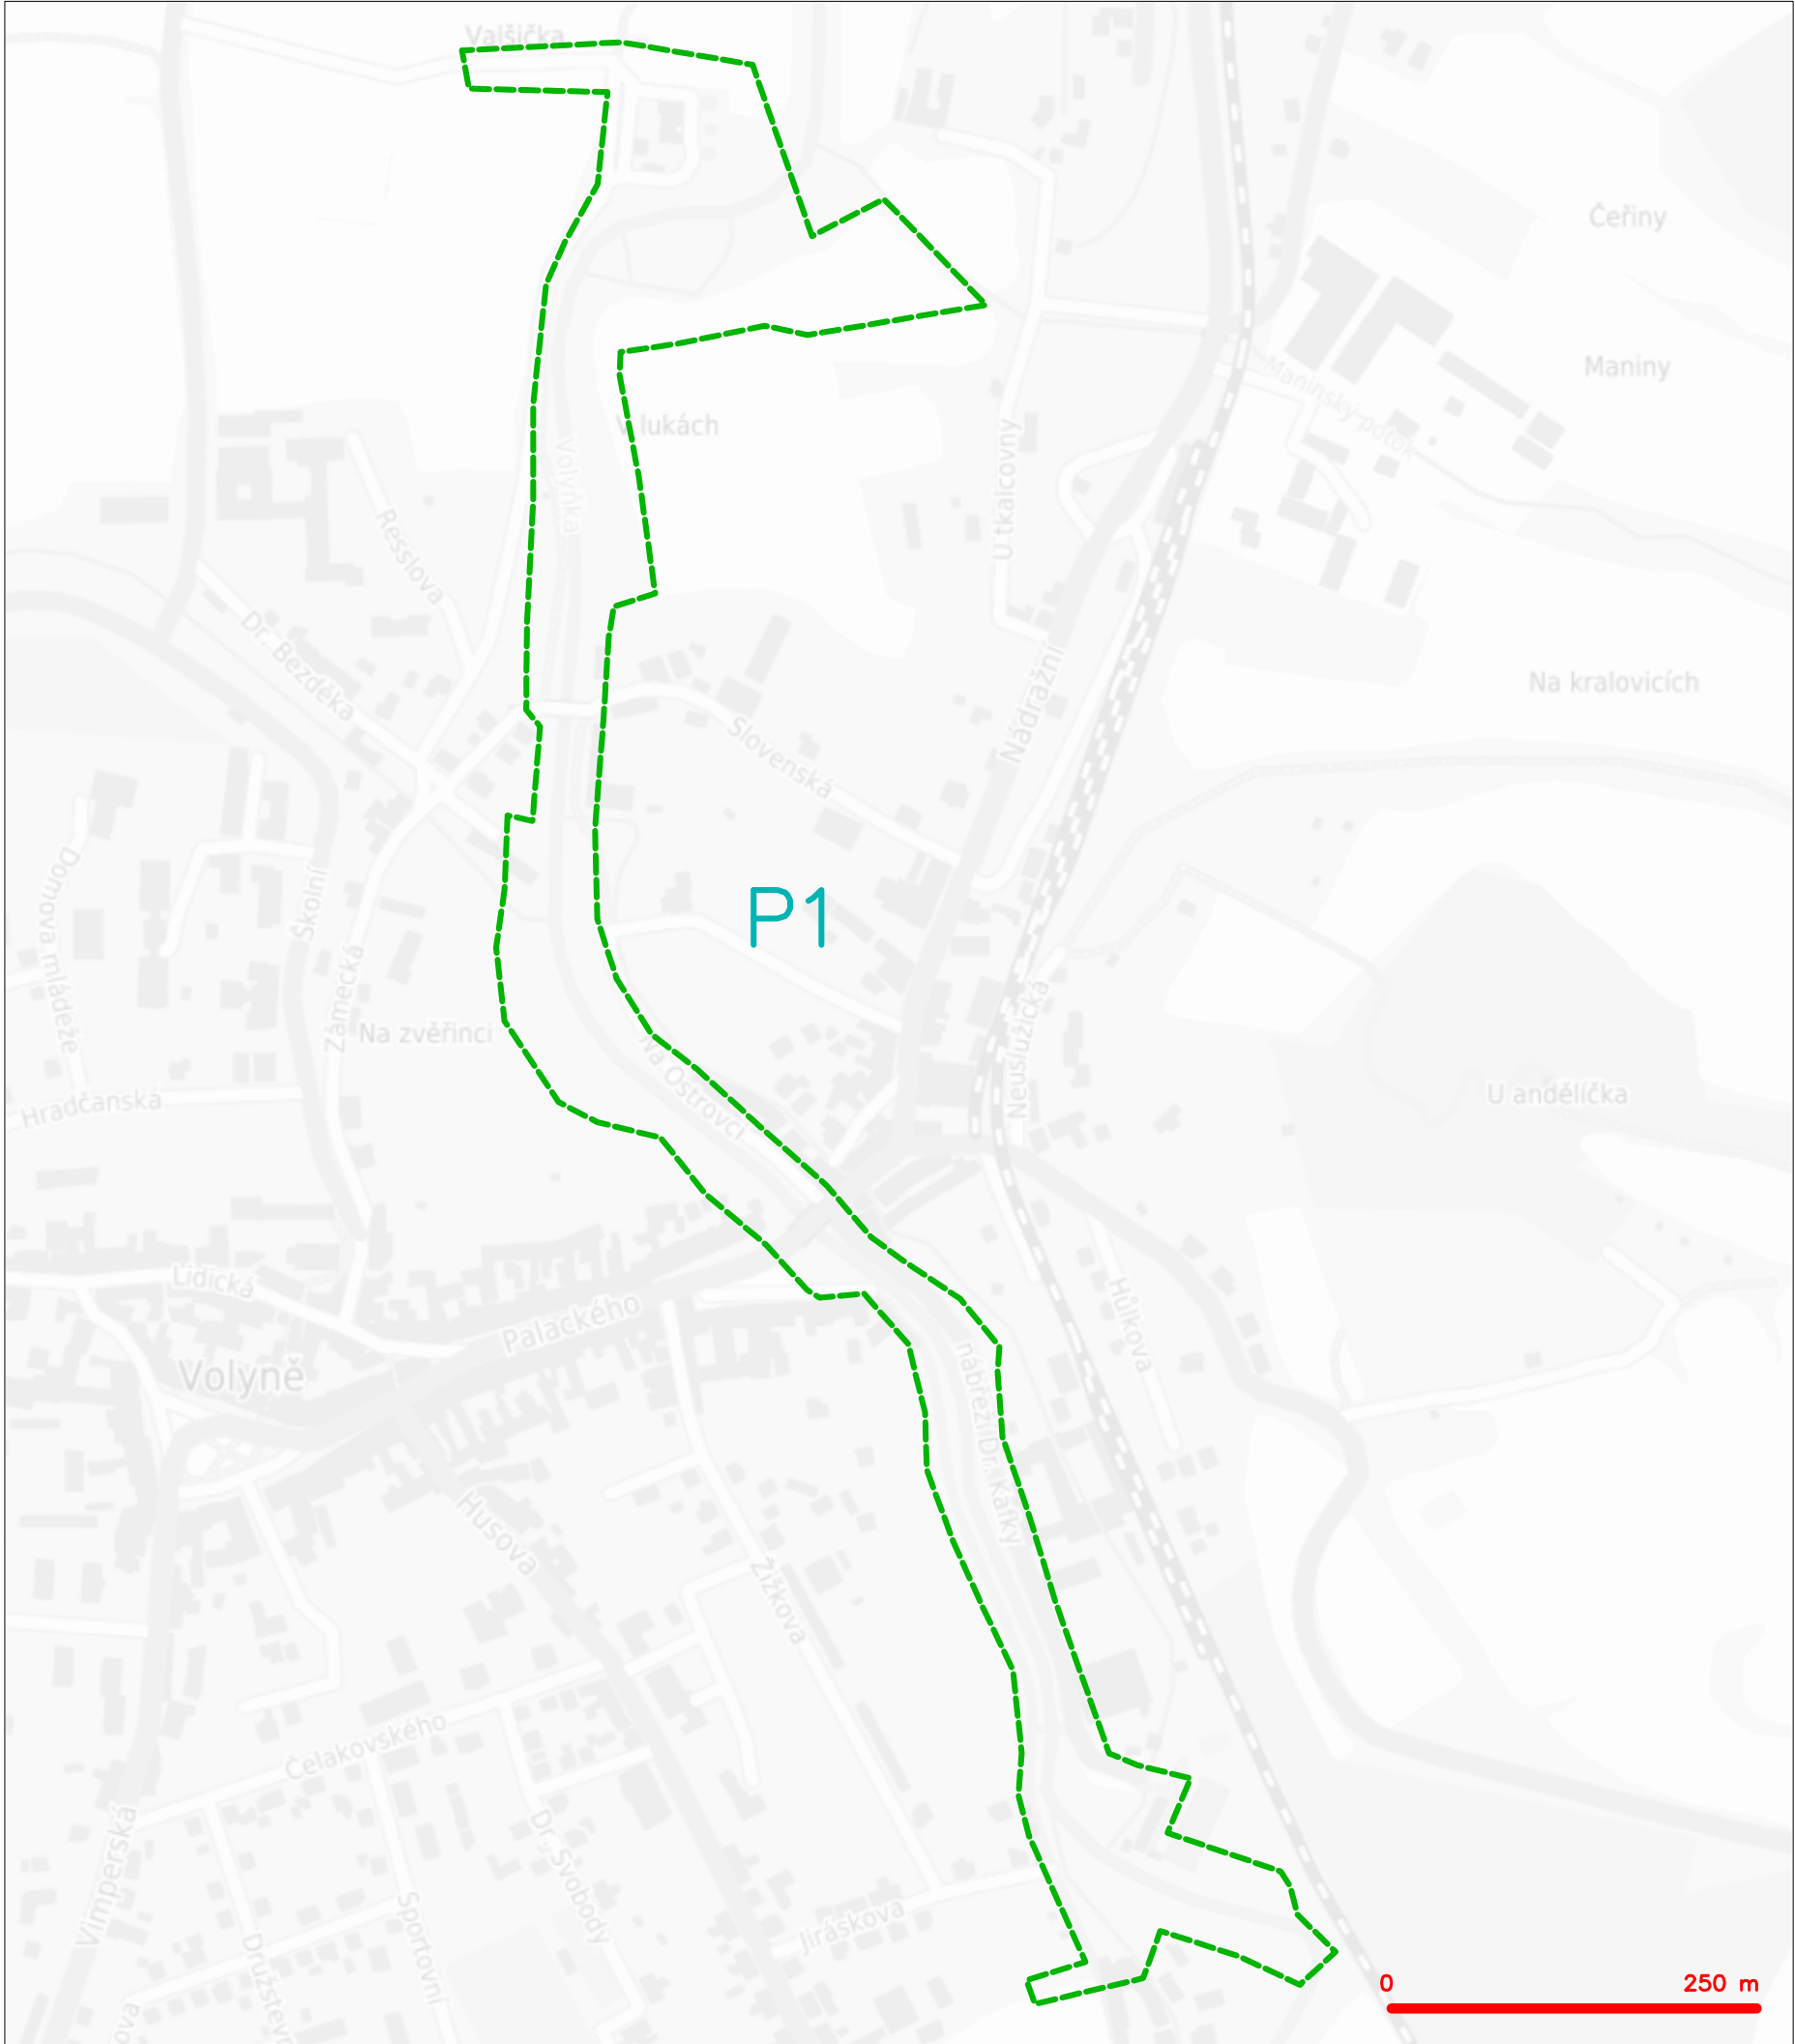 Valšička
Čeřiny
Maniny
Maninský potok
V lukách
U tkalcovny
Volyňka
Resslova
Dr. Bezděka
Na kralovicích
Nádražní
Slovenská
Domova mládeže
Školní
P1
Zámecká
Na zvěřinci
Neuslužická
Na Ostrovci
Hradčanská
U andělíčka
Lidická
Palackého
Hůlkova
Volyně
nábřeží Dr. Kafky
Husova
Žižkova
Čelakovského
Vimperská
Dr. Svobody
Jiráskova
Sportovní
0 250 m